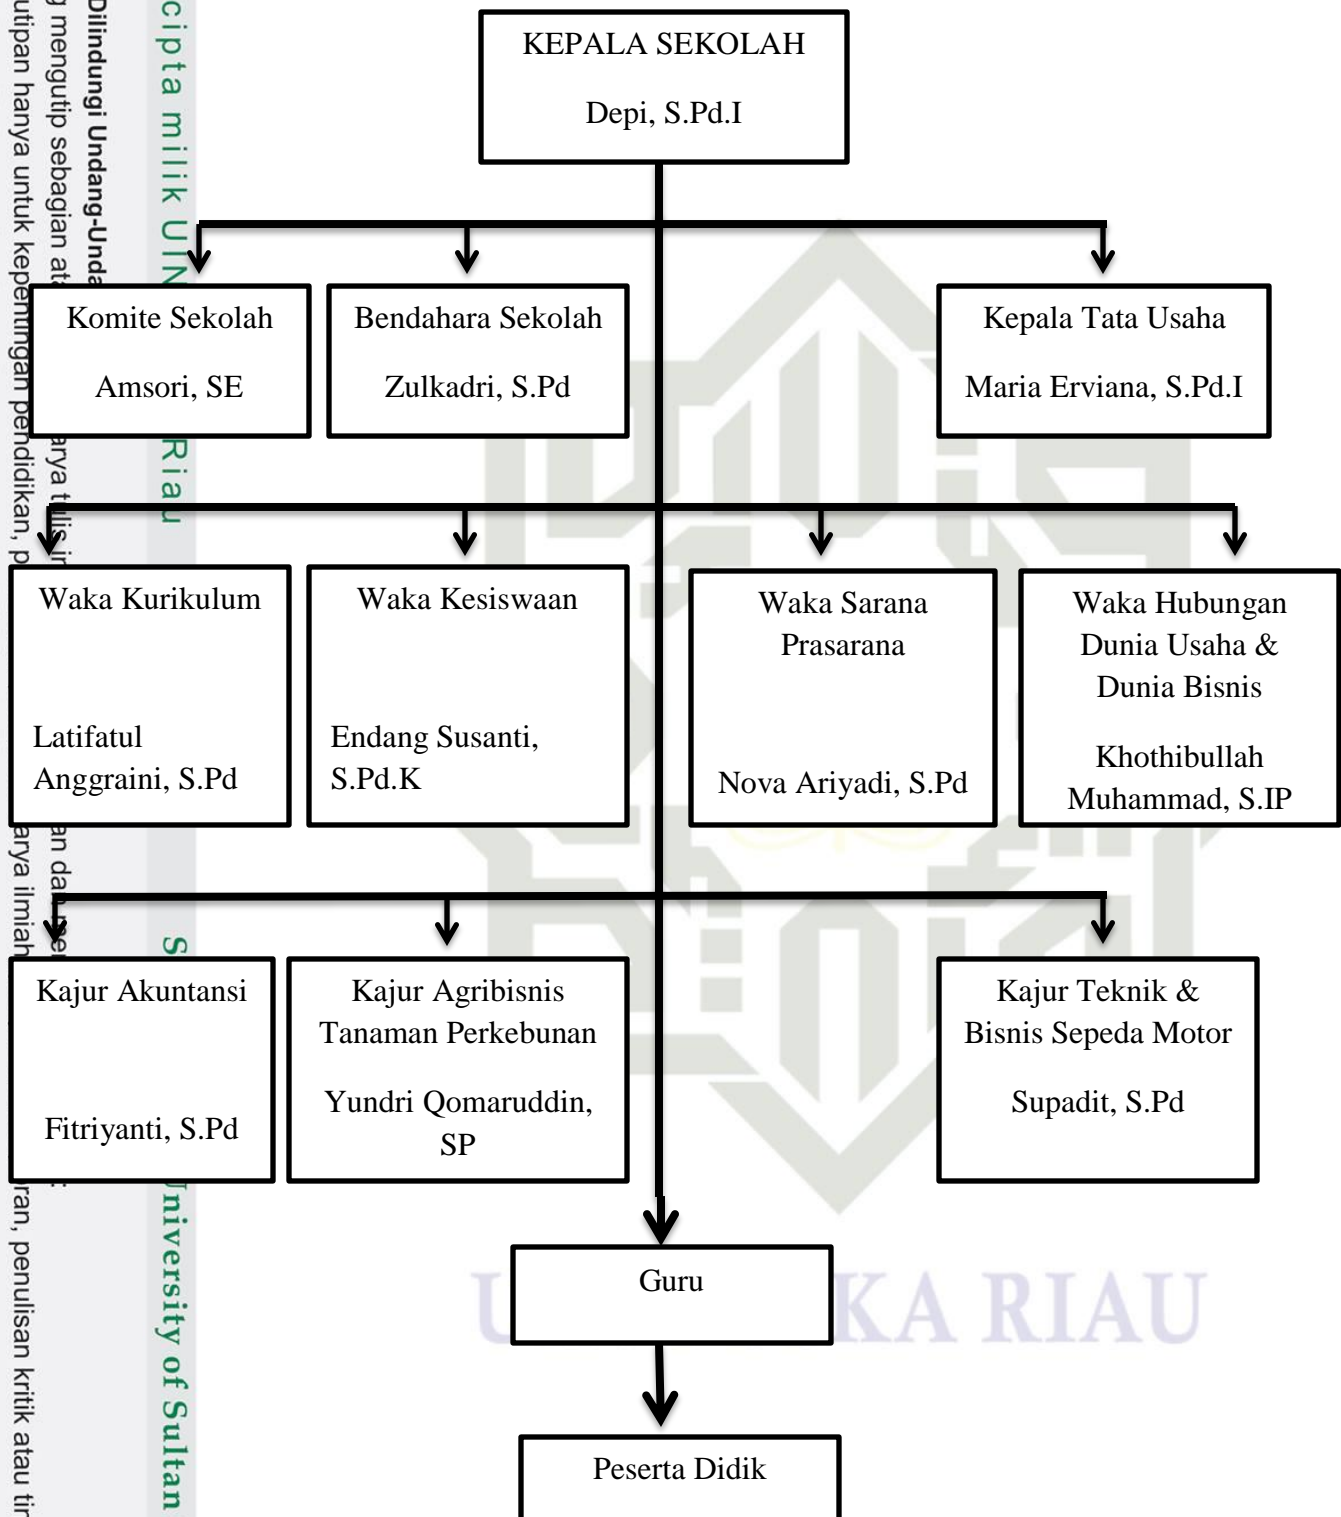 KEPALA SEKOLAH
Depi, S.Pd.I
Komite Sekolah
Amsori, SE
Bendahara Sekolah
Zulkadri, S.Pd
Kepala Tata Usaha
Maria Erviana, S.Pd.I
Waka Kurikulum
Latifatul
Anggraini, S.Pd
Waka Kesiswaan
Endang Susanti,
S.Pd.K
Waka Sarana
Prasarana
Nova Ariyadi, S.Pd
Waka Hubungan
Dunia Usaha &
Dunia Bisnis
Khothibullah
Muhammad, S.IP
Kajur Akuntansi
Fitriyanti, S.Pd
Kajur Agribisnis
Tanaman Perkebunan
Yundri Qomaruddin,
SP
Kajur Teknik &
Bisnis Sepeda Motor
Supadit, S.Pd
Guru
Peserta Didik
KA RIAU
cipta milik UIN Riau
University of Sultan
Dilindungi Undang-Unda
mengutip sebagian arya tulis
hanya untuk kepentingan pendidikan, arya ilmiah penulisan kritik atau